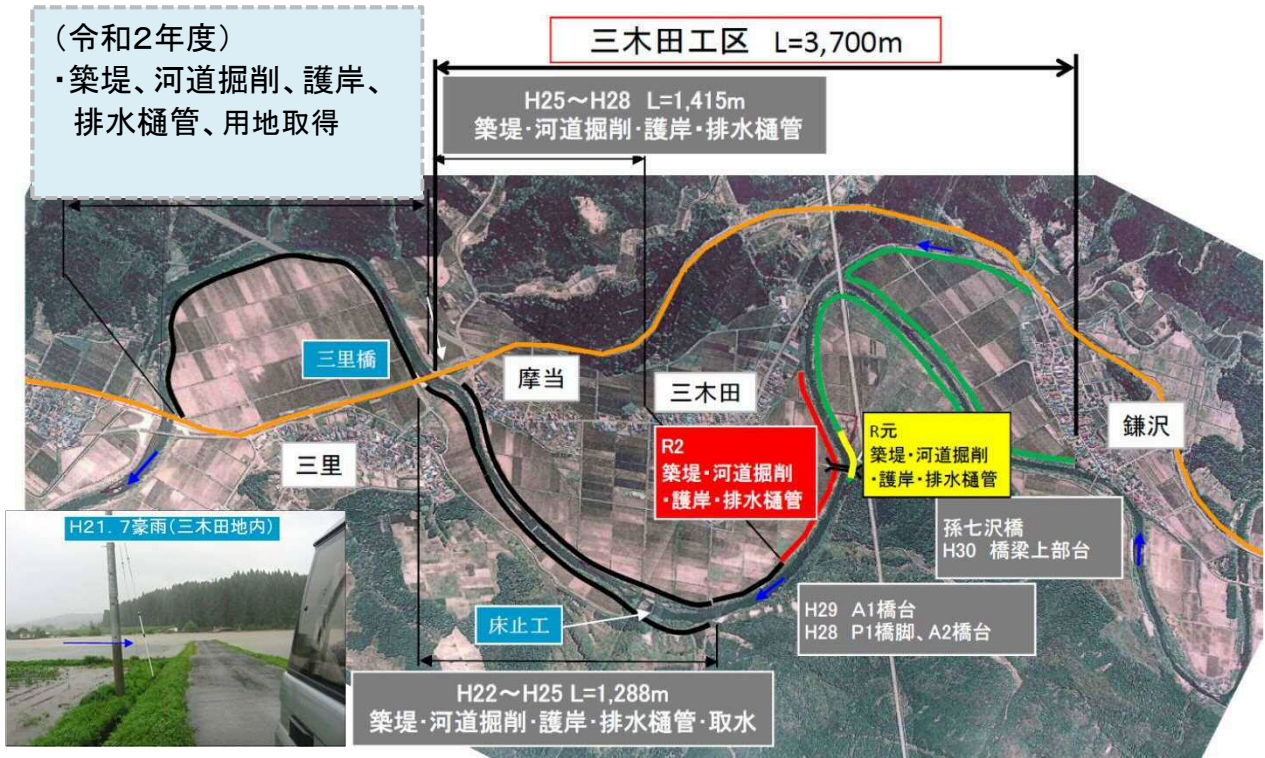 (令和2年度)
・築堤、河道掘削、護岸、
排水樋管、用地取得
三木田工区 L=3,700m
H25～H28 L=1,415m
築堤・河道掘削・護岸・排水樋管
三里橋
摩当
三木田
鎌沢
三里
R2
築堤・河道掘削
・護岸・排水樋管
R元
築堤・河道掘削
・護岸・排水樋管
孫七沢橋
H30 橋梁上部台
H29 A1橋台
H28 P1橋脚、A2橋台
床止工
H21.7豪雨(三木田地内)
H22～H25 L=1,288m
築堤・河道掘削・護岸・排水樋管・取水